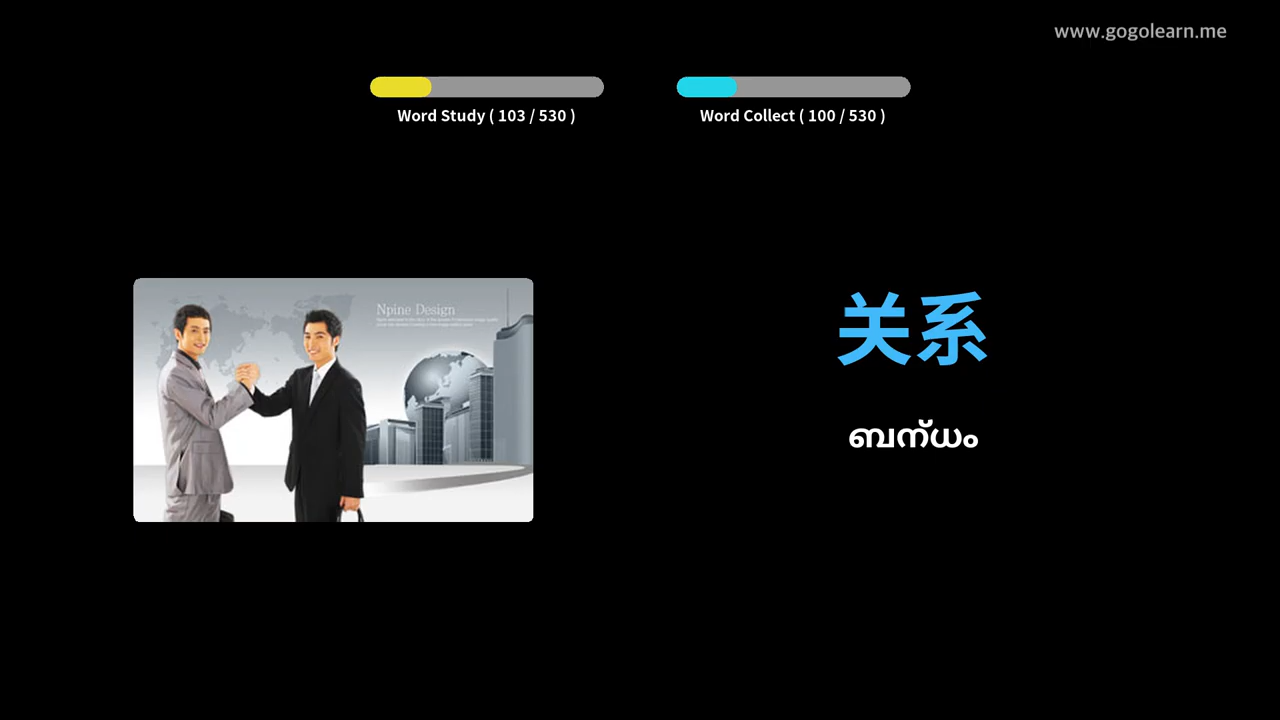 www.gogolearn.me
Word Study ( 103 / 530 )
Word Collect ( 100 / 530 )
Npine Design
关系
ബന്ധം